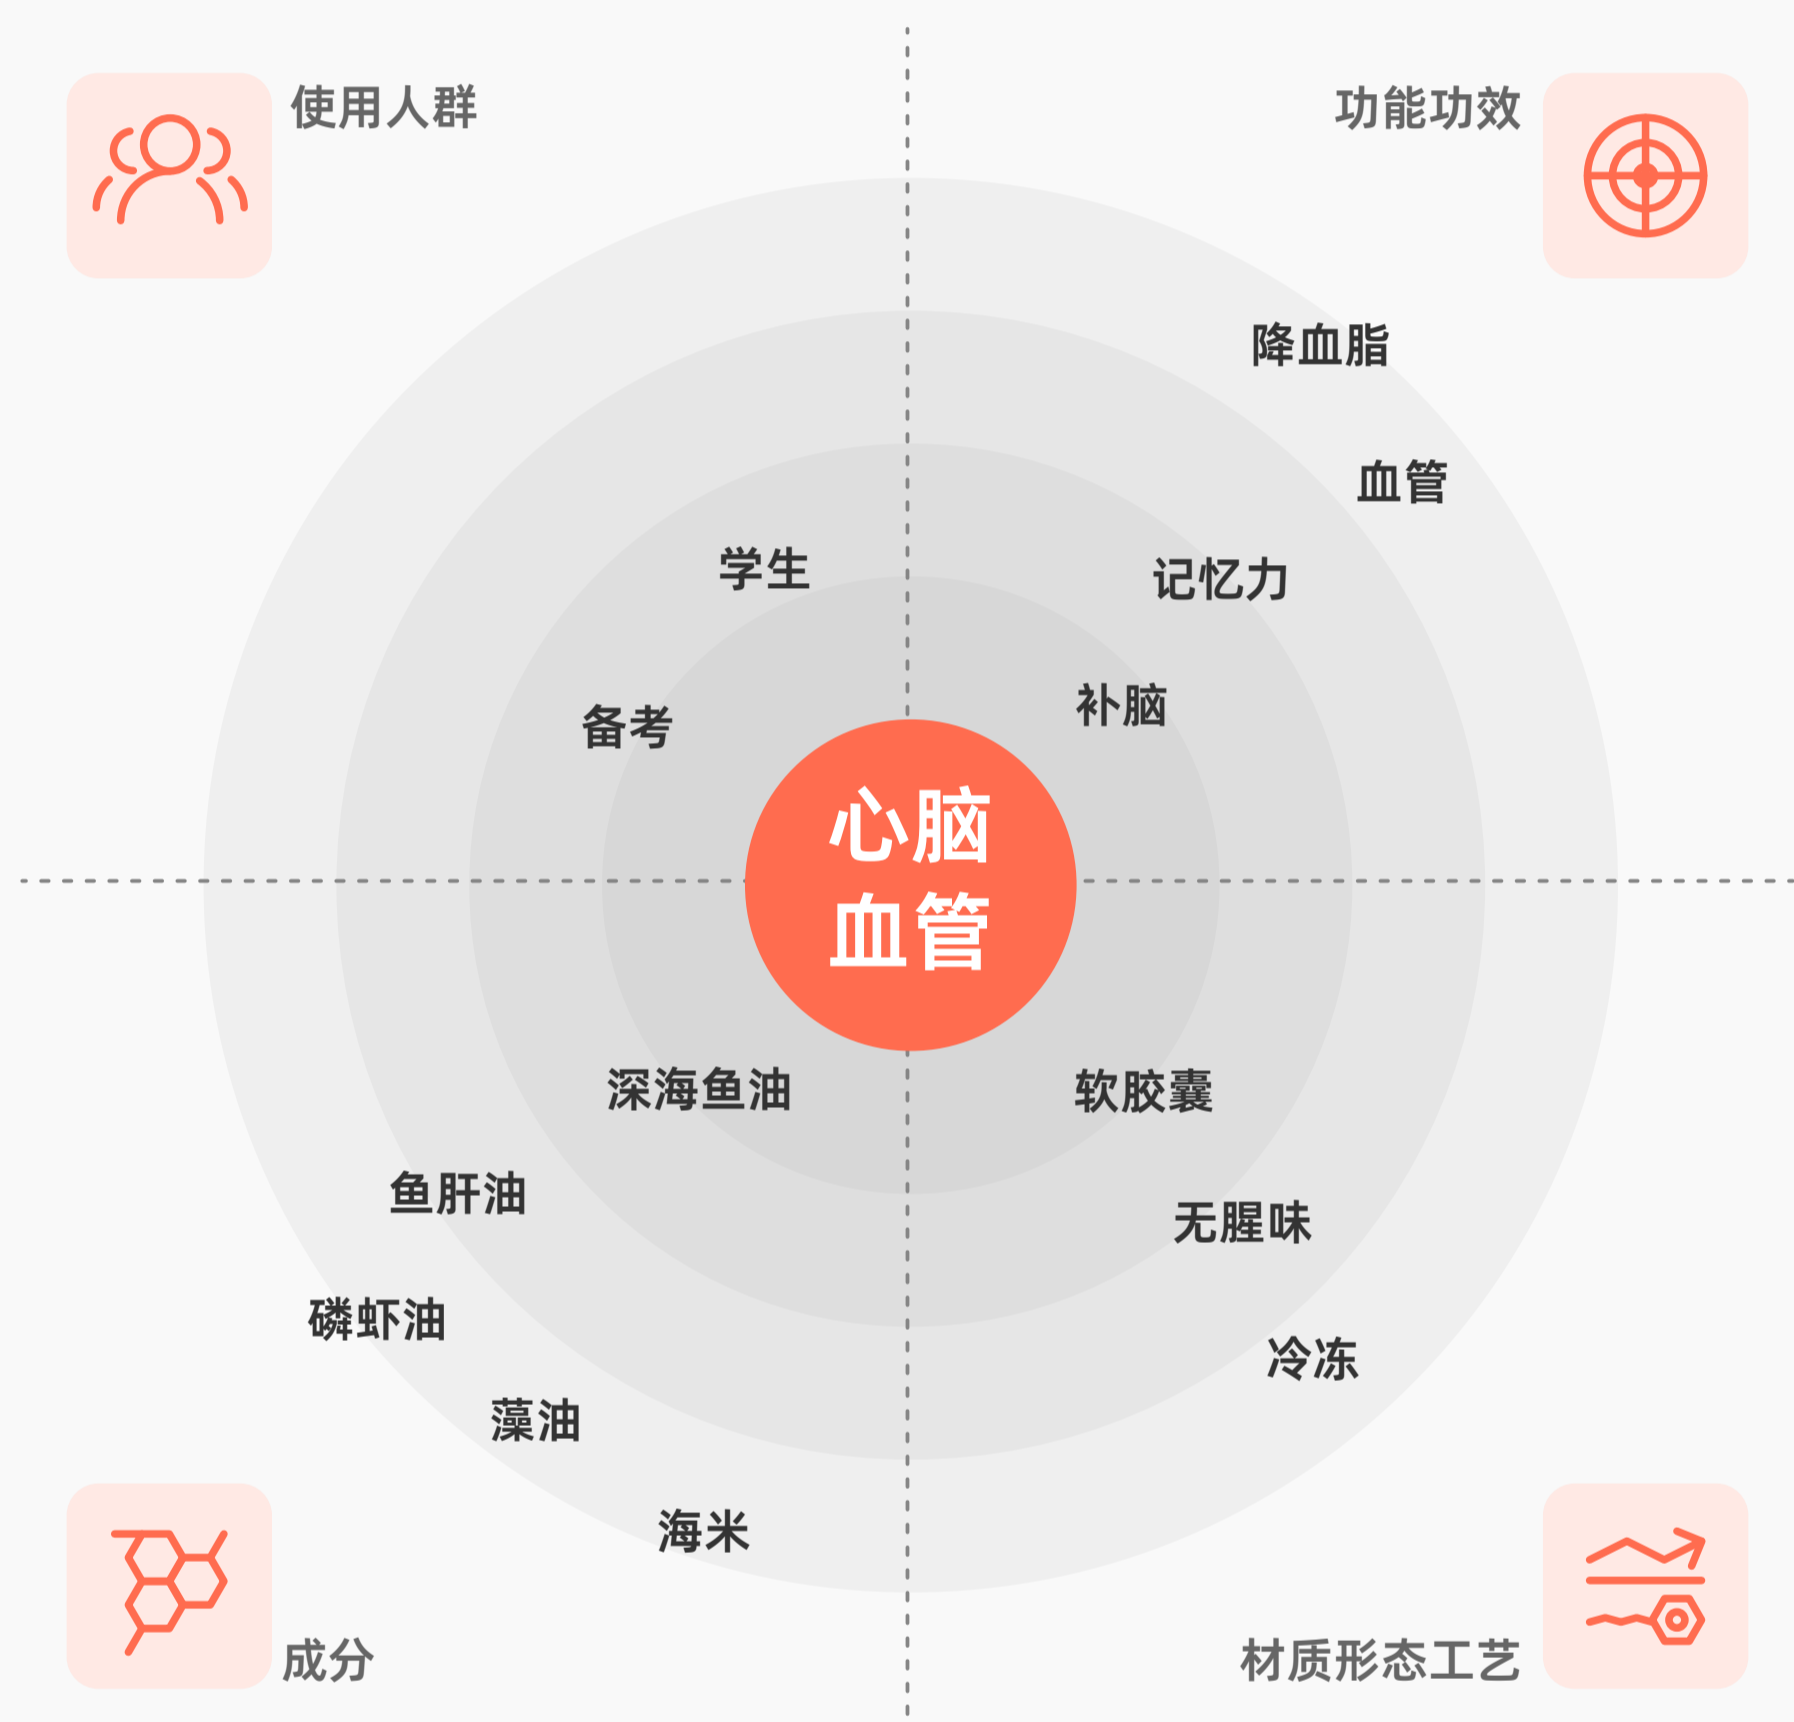 使用人群
功能功效
降血脂
血管
学生
记忆力
备考
补脑
心脑
血管
深海鱼油
软胶囊
鱼肝油
无腥味
磷虾油
冷冻
藻油
海米
成分
材质形态工艺